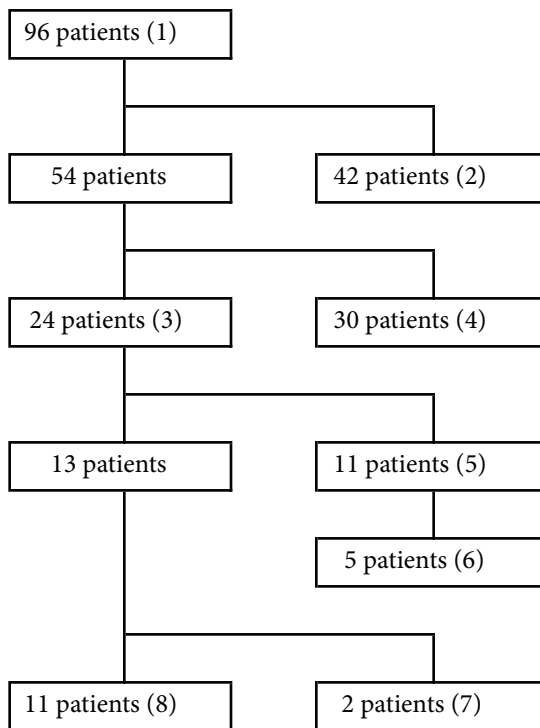 96 patients (1)
54 patients
42 patients (2)
24 patients (3)
30 patients (4)
13 patients
11 patients (5)
5 patients (6)
11 patients (8)
2 patients (7)